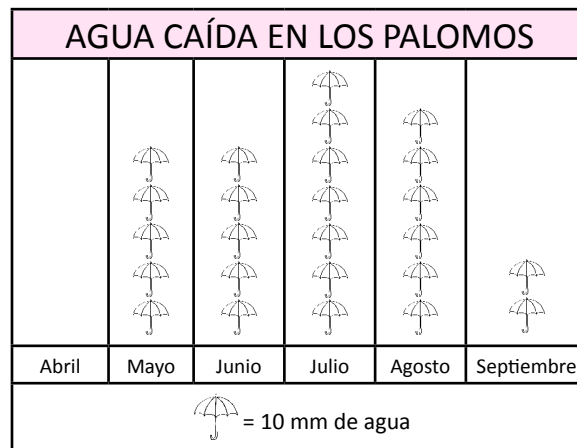 AGUA CAÍDA EN LOS PALOMOS
Abril Mayo Junio Julio Agosto Septiembre
= 10 mm de agua